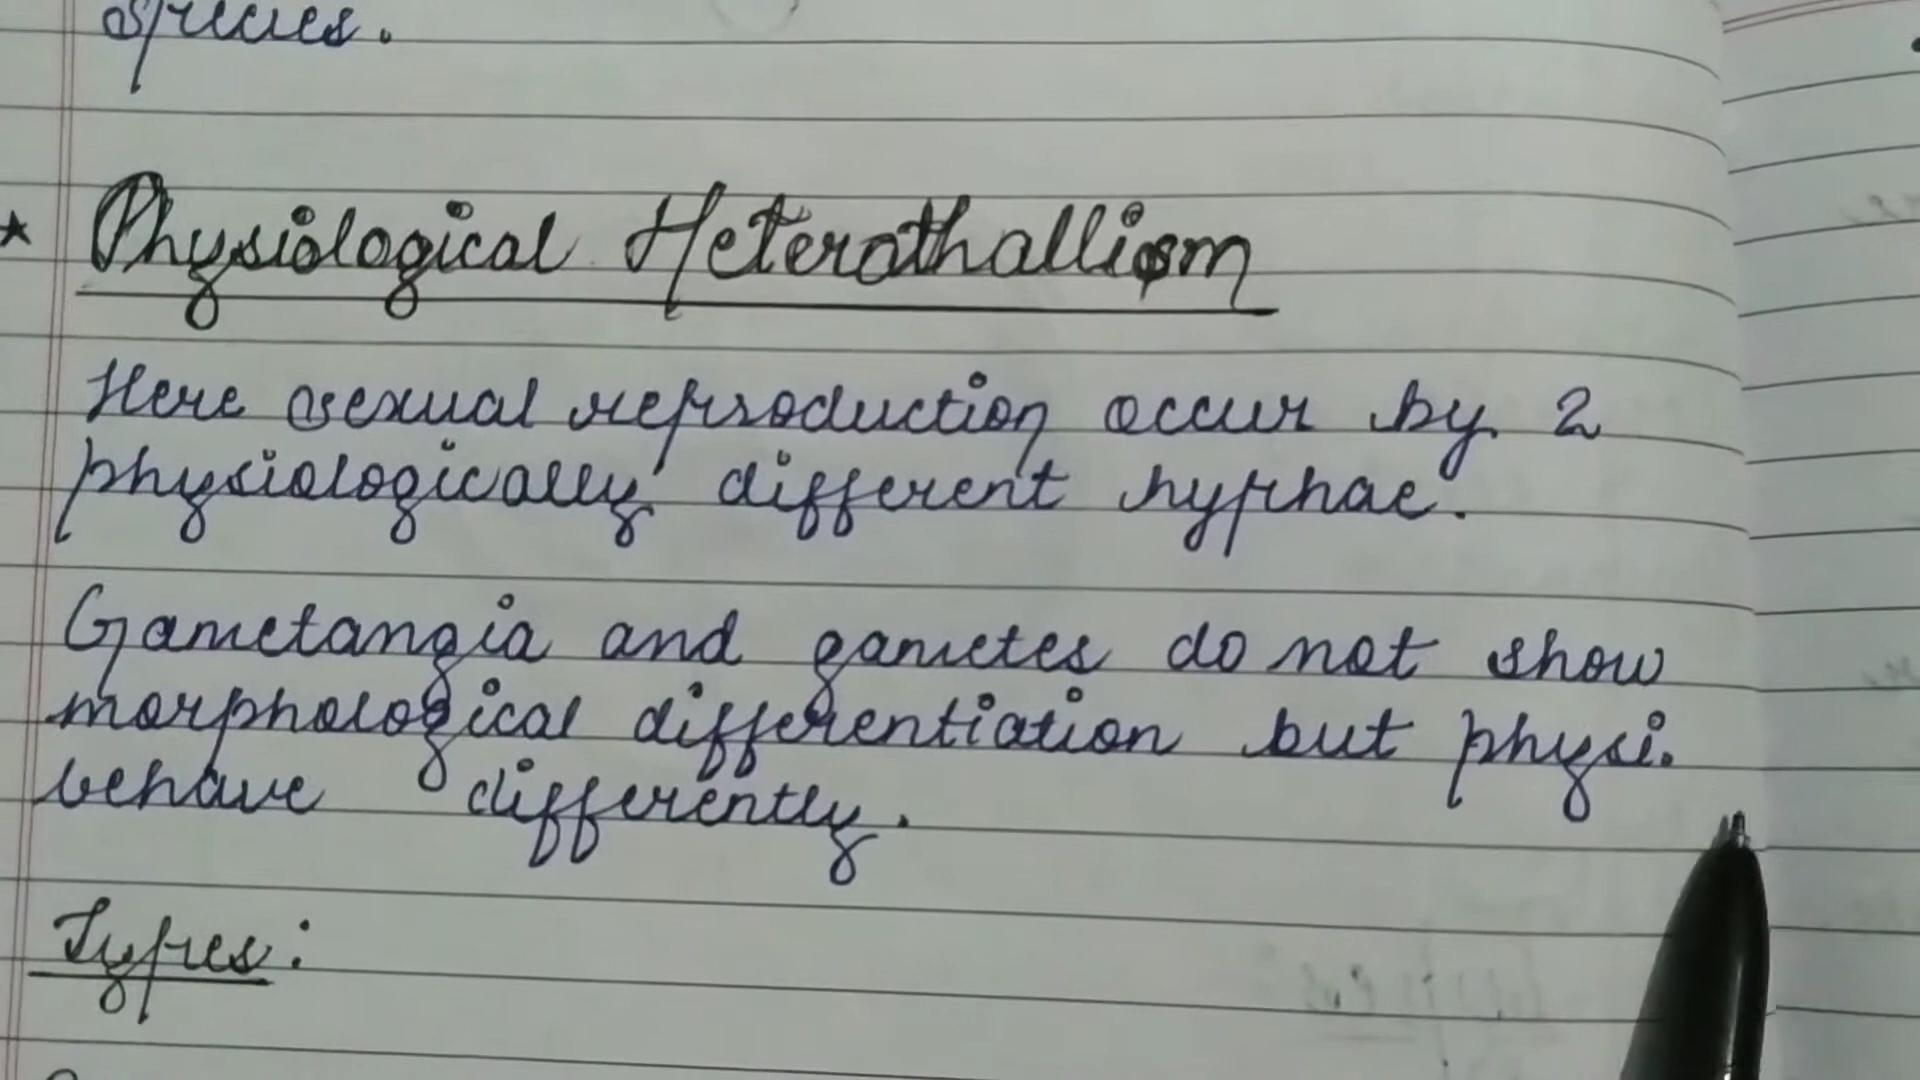 species.
★ Physiological Heterothallism
Here sexual reproduction occur by 2
physiologically different hyphae.
Gametangia and gametes do not show
morphological differentiation but physi.
behave differently.
Types: